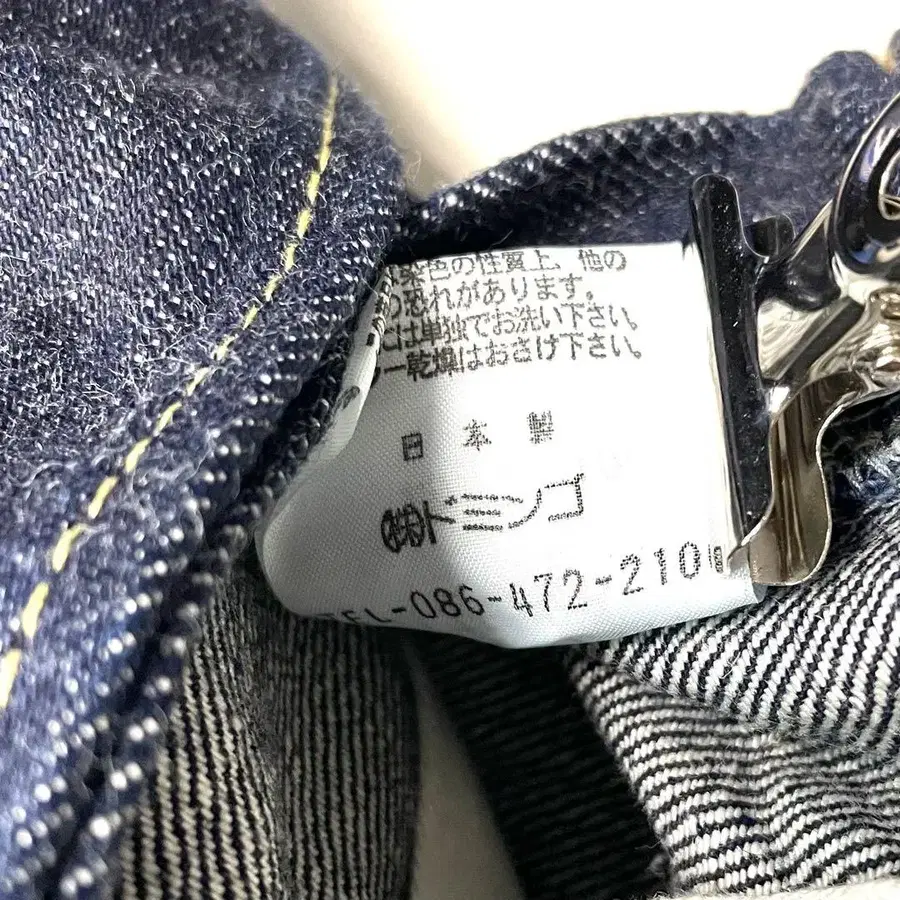 染色の性質上、他の
の恐れがあります。
には単独でお洗い下さい。
ー乾燥はおさけ下さい。
日本製
㈱ドミンゴ
TEL-086-472-210